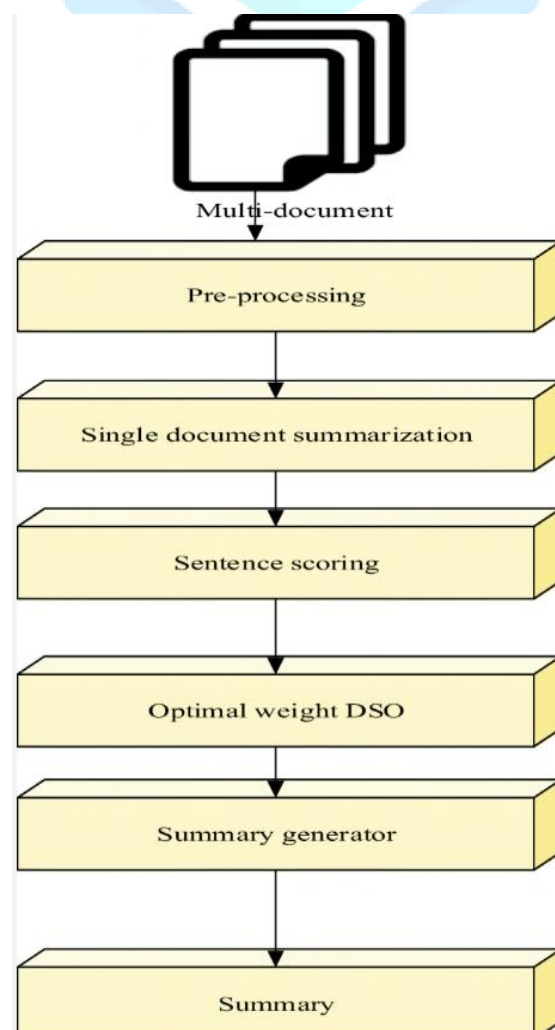 Multi-document
Pre-processing
Single document summarization
Sentence scoring
Optimal weight DSO
Summary generator
Summary